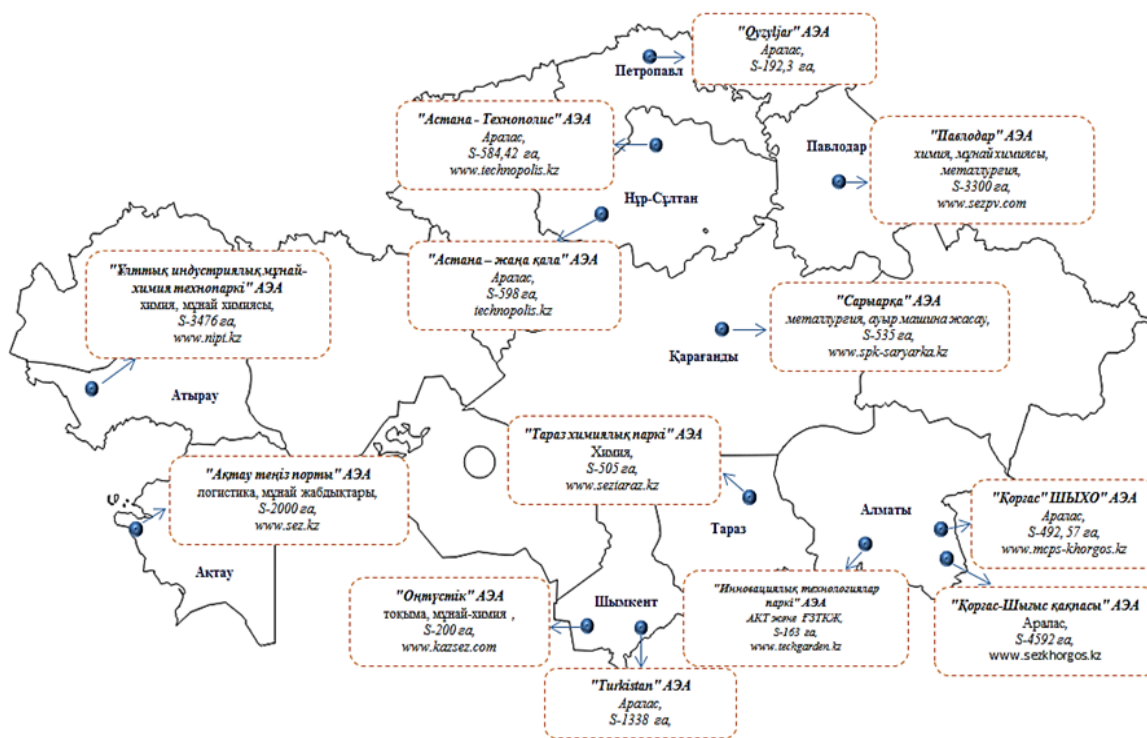 "Qyzyljar" АЭА
Аралас,
S-192,3 га,
Петропавл
"Астана - Технополис" АЭА
Аралас,
S-584,42 га,
www.technopolis.kz
Павлодар
"Павлодар" АЭА
химия, мұнай химиясы,
металлургия,
S-3300 га,
www.sezpv.com
Нұр-Сұлтан
"Ұлттық индустриялық мұнай-
химия технопаркі" АЭА
химия, мұнай химиясы,
S-3476 га,
www.nipt.kz
"Астана – жаңа қала" АЭА
Аралас,
S-598 га,
technopolis.kz
"Сарыарқа" АЭА
металлургия, ауыр машина жасау,
S-535 га,
www.spk-saryarka.kz
Қарағанды
Атырау
"Тараз химиялық паркі" АЭА
Химия,
S-505 га,
www.seztaraz.kz
"Ақтау теңіз порты" АЭА
логистика, мұнай жабдықтары,
S-2000 га,
www.sez.kz
Тараз
Алматы
"Қорғас" ШЫХО" АЭА
Аралас,
S-492, 57 га,
www.mcps-khorgos.kz
Ақтау
"Оңтүстік" АЭА
тоқыма, мұнай-химия ,
S-200 га,
www.kazsez.com
Шымкент
"Инновациялық технологиялар
паркі" АЭА
АКТ және ҒЗТКЖ,
S-163 га,
www.techgarden.kz
"Қорғас-Шығыс қақпасы" АЭА
Аралас,
S-4592 га,
www.sezkhorgos.kz
"Turkistan" АЭА
Аралас,
S-1338 га,